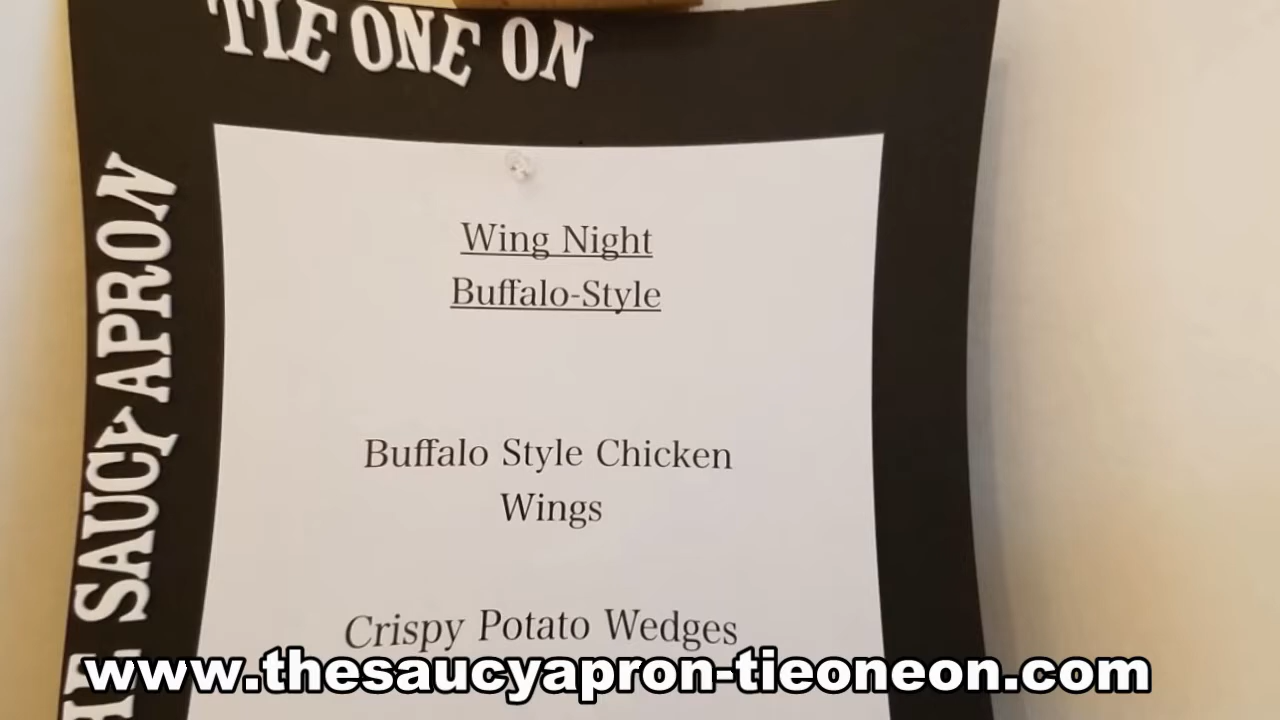 TIE ONE ON
SAUCY APRON
Wing Night
Buffalo-Style
Buffalo Style Chicken
Wings
Crispy Potato Wedges
www.thesaucyapron-tieoneon.com